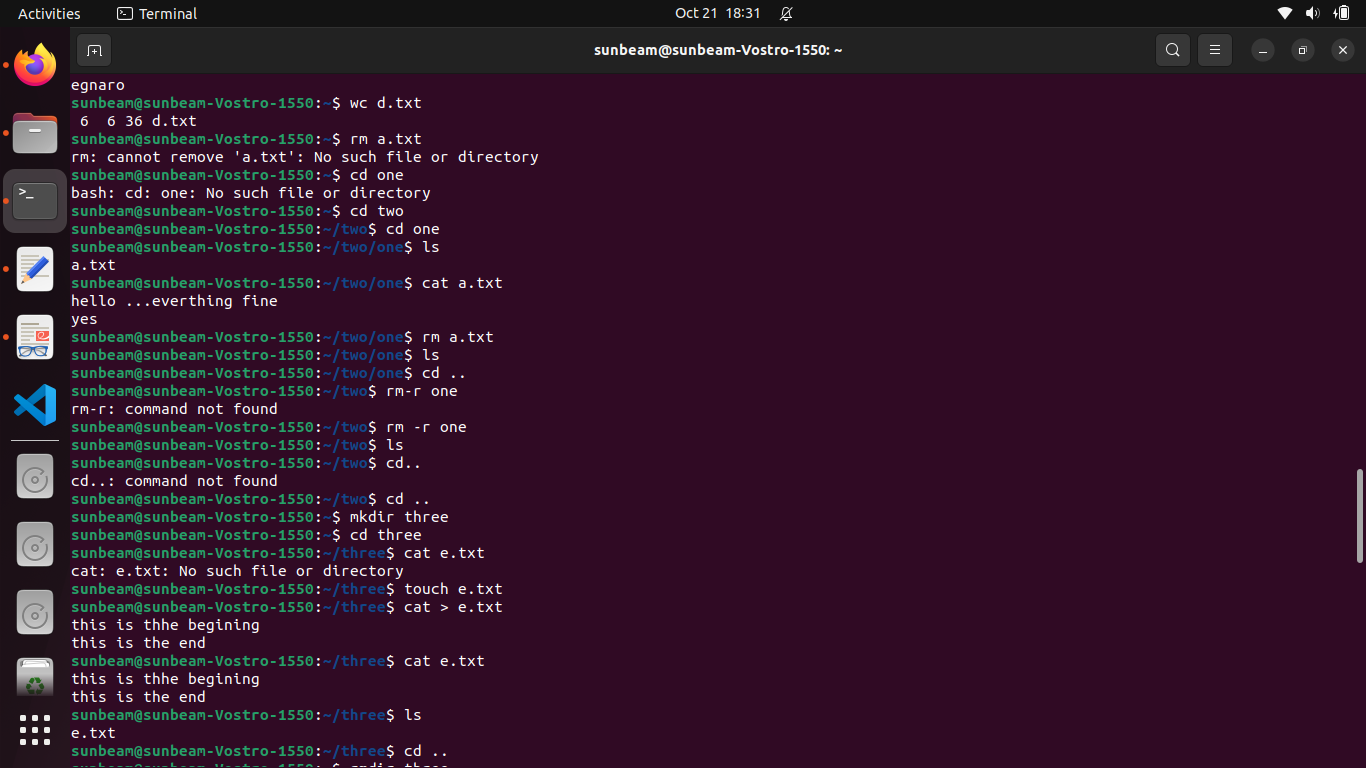 Activities
Terminal
Oct 21 18:31
sunbeam@sunbeam-Vostro-1550: ~
egnaro
sunbeam@sunbeam-Vostro-1550:~$ wc d.txt
 6  6 36 d.txt
sunbeam@sunbeam-Vostro-1550:~$ rm a.txt
rm: cannot remove 'a.txt': No such file or directory
sunbeam@sunbeam-Vostro-1550:~$ cd one
bash: cd: one: No such file or directory
sunbeam@sunbeam-Vostro-1550:~$ cd two
sunbeam@sunbeam-Vostro-1550:~/two$ cd one
sunbeam@sunbeam-Vostro-1550:~/two/one$ ls
a.txt
sunbeam@sunbeam-Vostro-1550:~/two/one$ cat a.txt
hello ...everthing fine
yes
sunbeam@sunbeam-Vostro-1550:~/two/one$ rm a.txt
sunbeam@sunbeam-Vostro-1550:~/two/one$ ls
sunbeam@sunbeam-Vostro-1550:~/two/one$ cd ..
sunbeam@sunbeam-Vostro-1550:~/two$ rm-r one
rm-r: command not found
sunbeam@sunbeam-Vostro-1550:~/two$ rm -r one
sunbeam@sunbeam-Vostro-1550:~/two$ ls
sunbeam@sunbeam-Vostro-1550:~/two$ cd..
cd..: command not found
sunbeam@sunbeam-Vostro-1550:~/two$ cd ..
sunbeam@sunbeam-Vostro-1550:~$ mkdir three
sunbeam@sunbeam-Vostro-1550:~$ cd three
sunbeam@sunbeam-Vostro-1550:~/three$ cat e.txt
cat: e.txt: No such file or directory
sunbeam@sunbeam-Vostro-1550:~/three$ touch e.txt
sunbeam@sunbeam-Vostro-1550:~/three$ cat > e.txt
this is thhe begining
this is the end
sunbeam@sunbeam-Vostro-1550:~/three$ cat e.txt
this is thhe begining
this is the end
sunbeam@sunbeam-Vostro-1550:~/three$ ls
e.txt
sunbeam@sunbeam-Vostro-1550:~/three$ cd ..